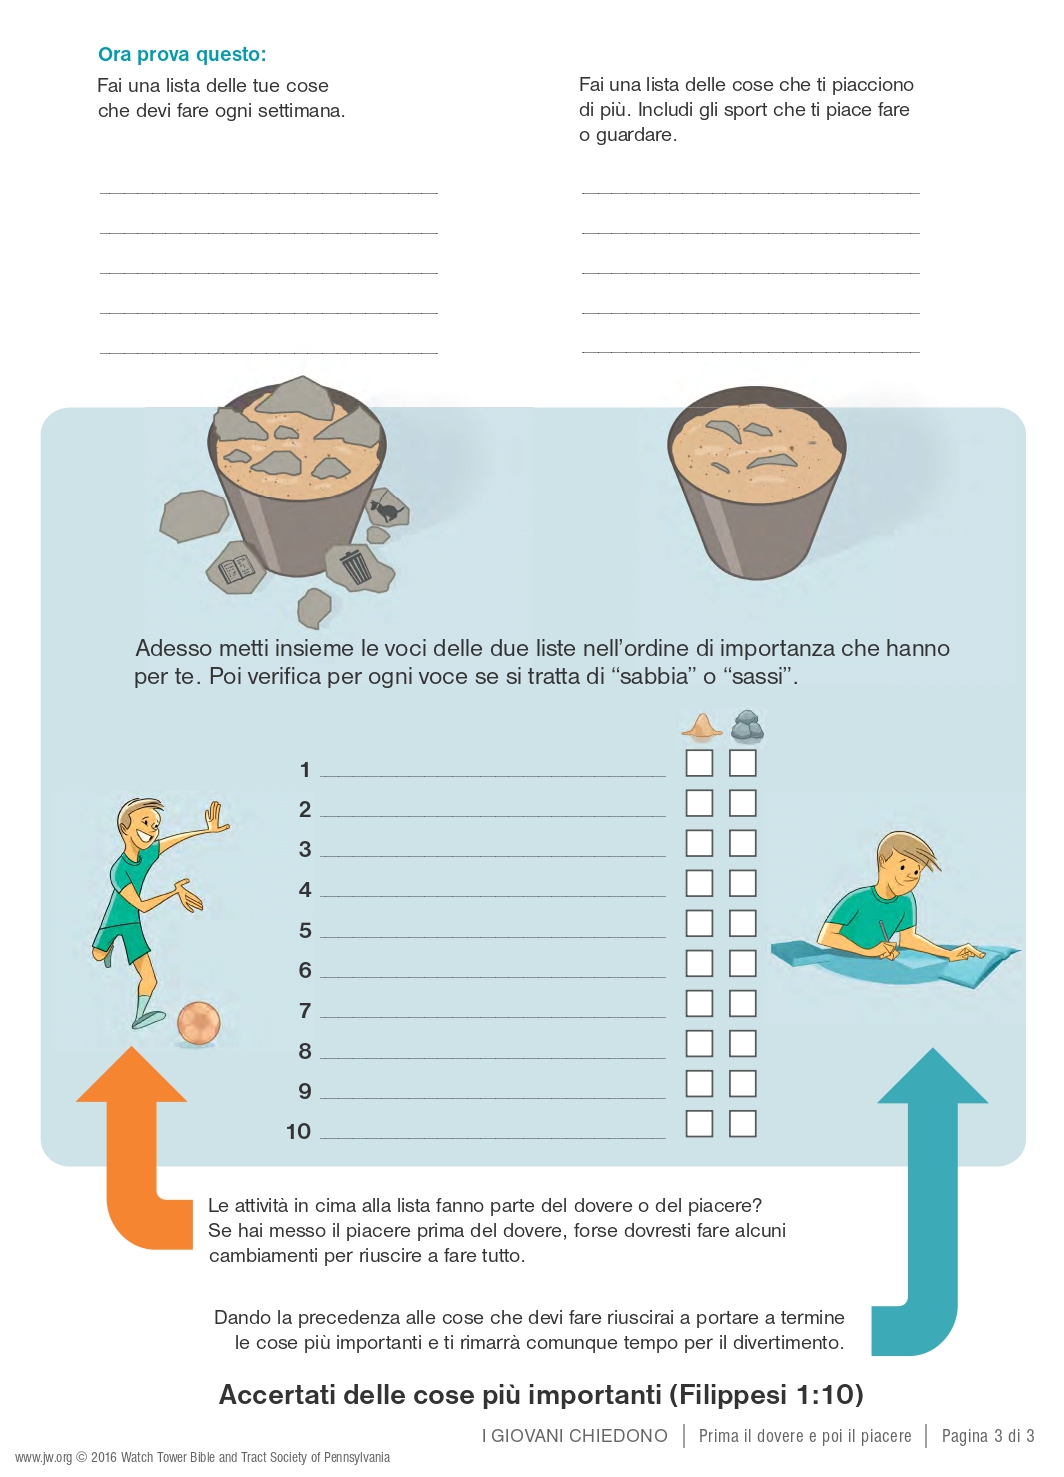 Ora prova questo:
Fai una lista delle tue cose
che devi fare ogni settimana.
Fai una lista delle cose che ti piacciono
di più. Includi gli sport che ti piace fare
o guardare.
Adesso metti insieme le voci delle due liste nell’ordine di importanza che hanno
per te. Poi verifica per ogni voce se si tratta di “sabbia” o “sassi”.
1
2
3
4
5
6
7
8
9
10
Le attività in cima alla lista fanno parte del dovere o del piacere?
Se hai messo il piacere prima del dovere, forse dovresti fare alcuni
cambiamenti per riuscire a fare tutto.
Dando la precedenza alle cose che devi fare riuscirai a portare a termine
le cose più importanti e ti rimarrà comunque tempo per il divertimento.
Accertati delle cose più importanti (Filippesi 1:10)
I GIOVANI CHIEDONO | Prima il dovere e poi il piacere | Pagina 3 di 3
www.jw.org © 2016 Watch Tower Bible and Tract Society of Pennsylvania